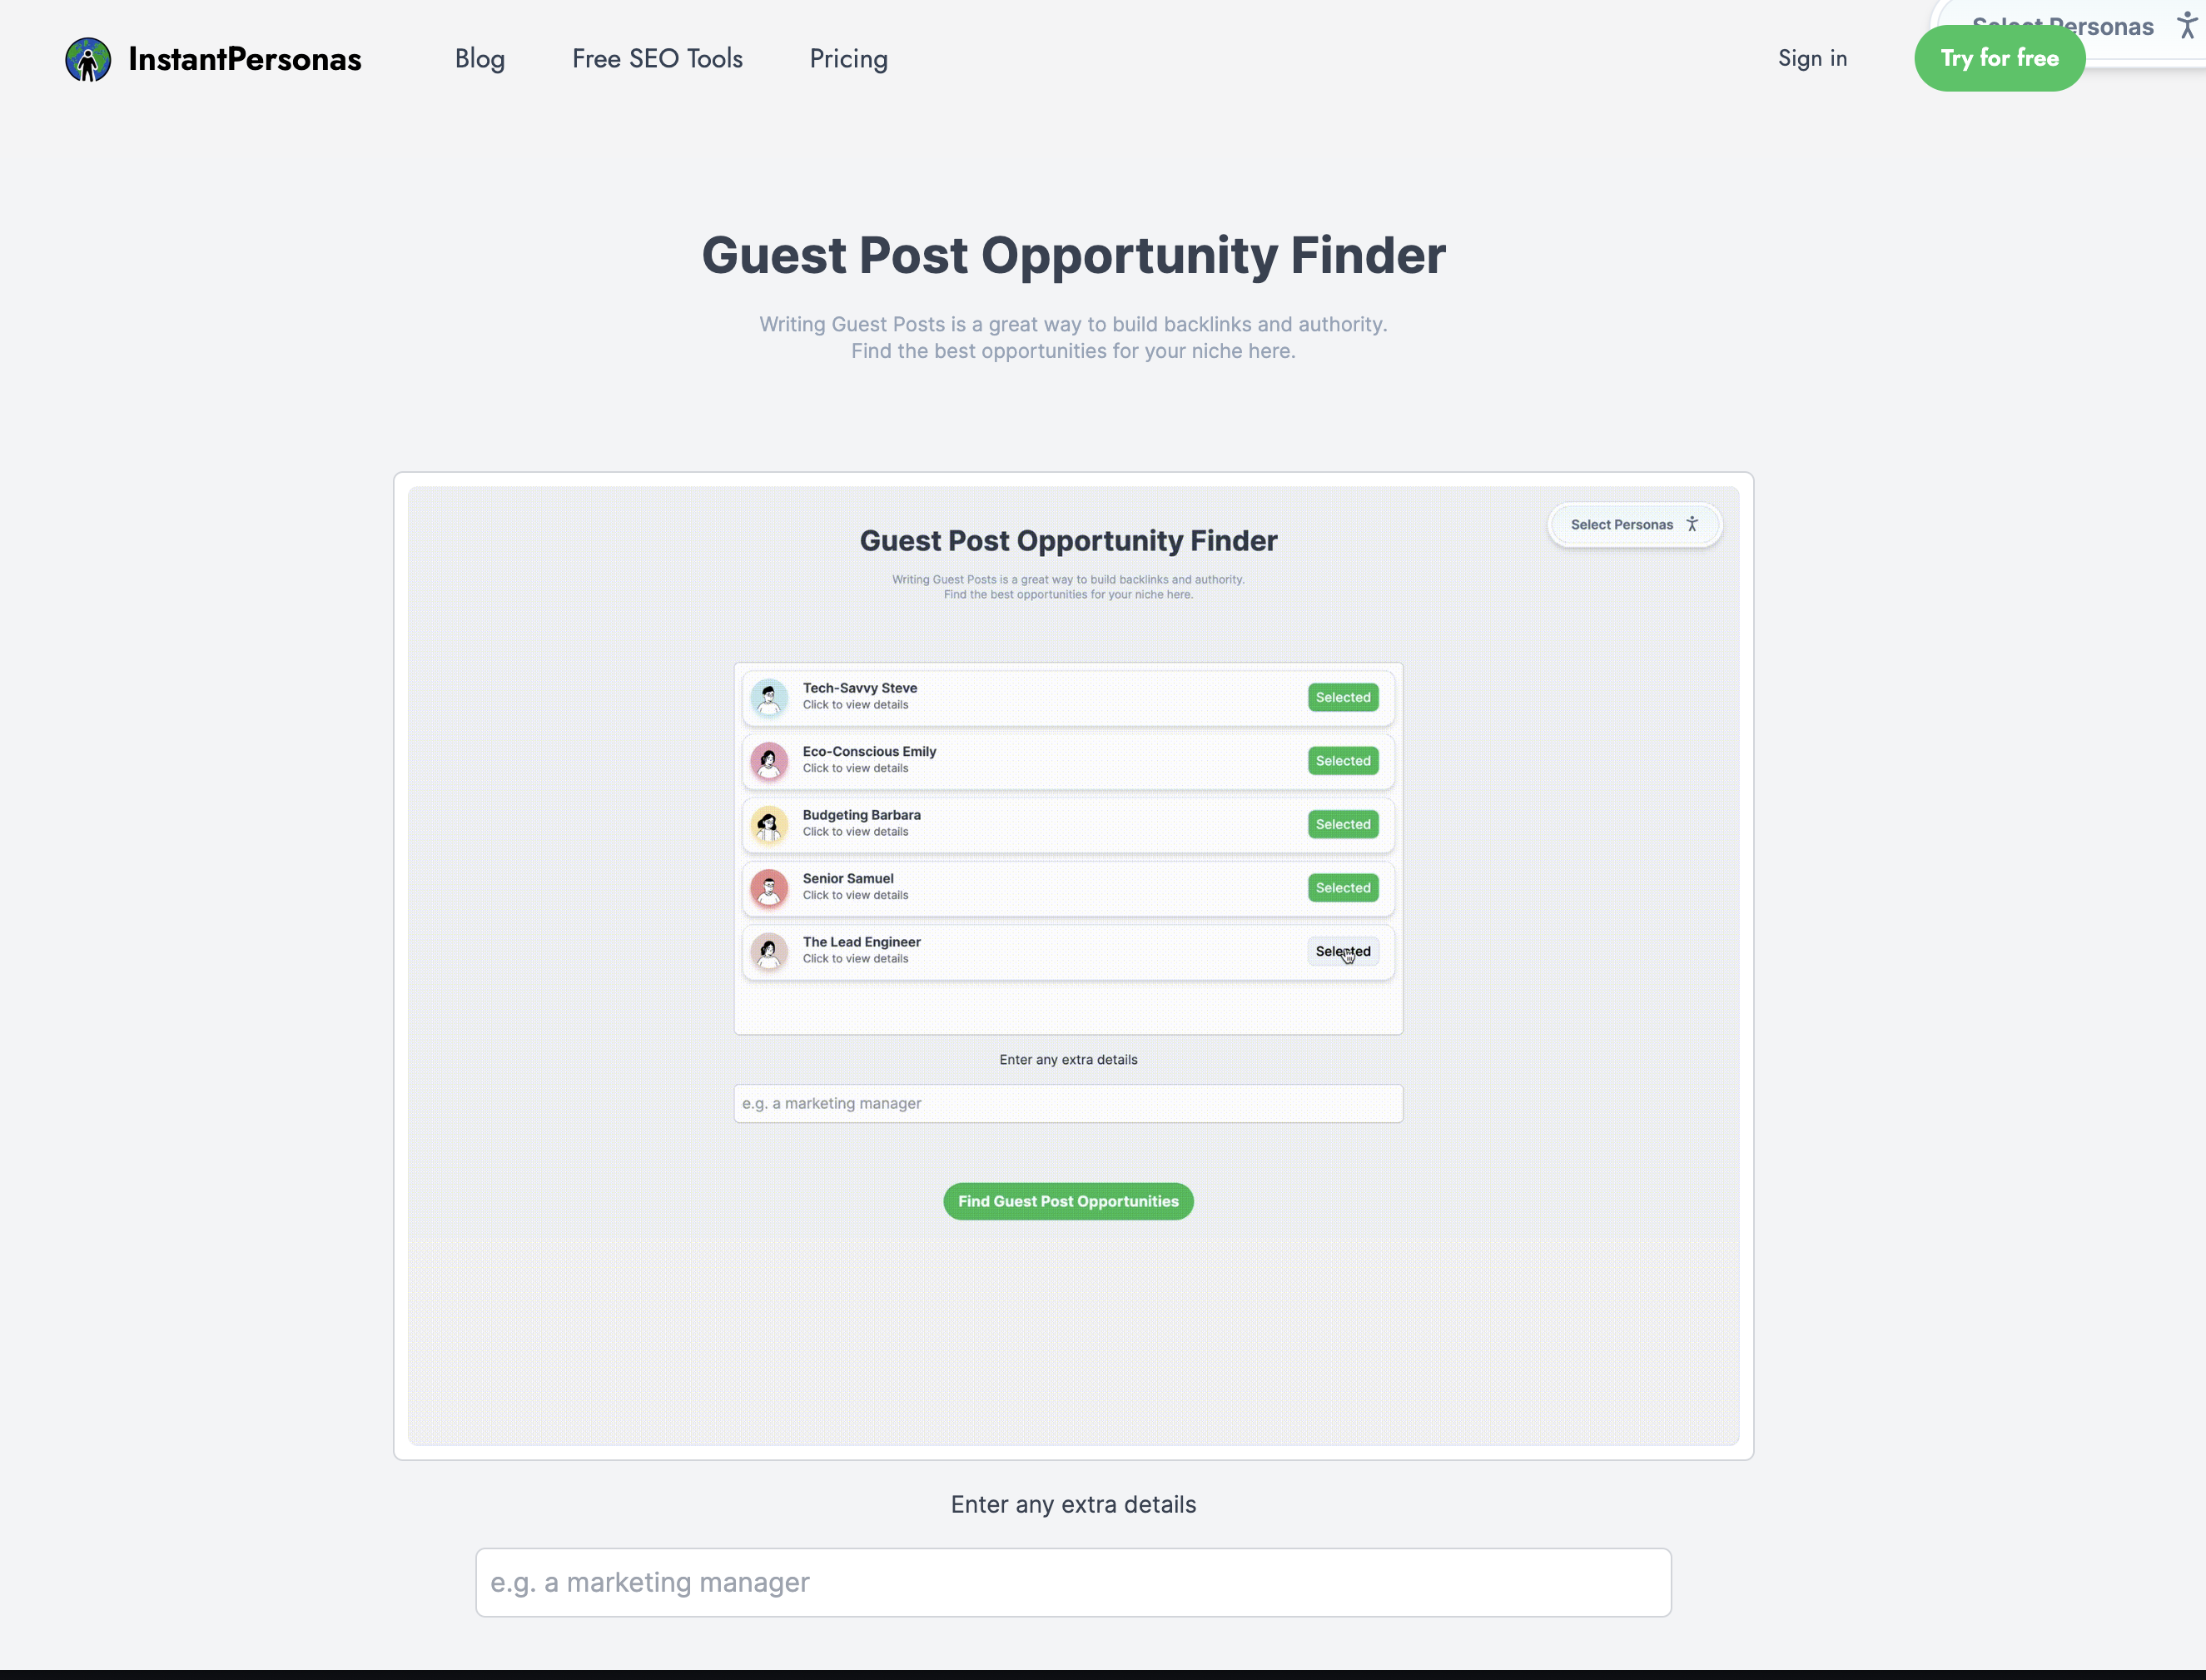 InstantPersonas
Blog
Free SEO Tools
Pricing
Sign in
Try for free
Select Personas
Guest Post Opportunity Finder
Writing Guest Posts is a great way to build backlinks and authority.
Find the best opportunities for your niche here.
Select Personas
Guest Post Opportunity Finder
Writing Guest Posts is a great way to build backlinks and authority.
Find the best opportunities for your niche here.
Tech-Savvy Steve
Click to view details
Selected
Eco-Conscious Emily
Click to view details
Selected
Budgeting Barbara
Click to view details
Selected
Senior Samuel
Click to view details
Selected
The Lead Engineer
Click to view details
Selected
Enter any extra details
e.g. a marketing manager
Find Guest Post Opportunities
Enter any extra details
e.g. a marketing manager